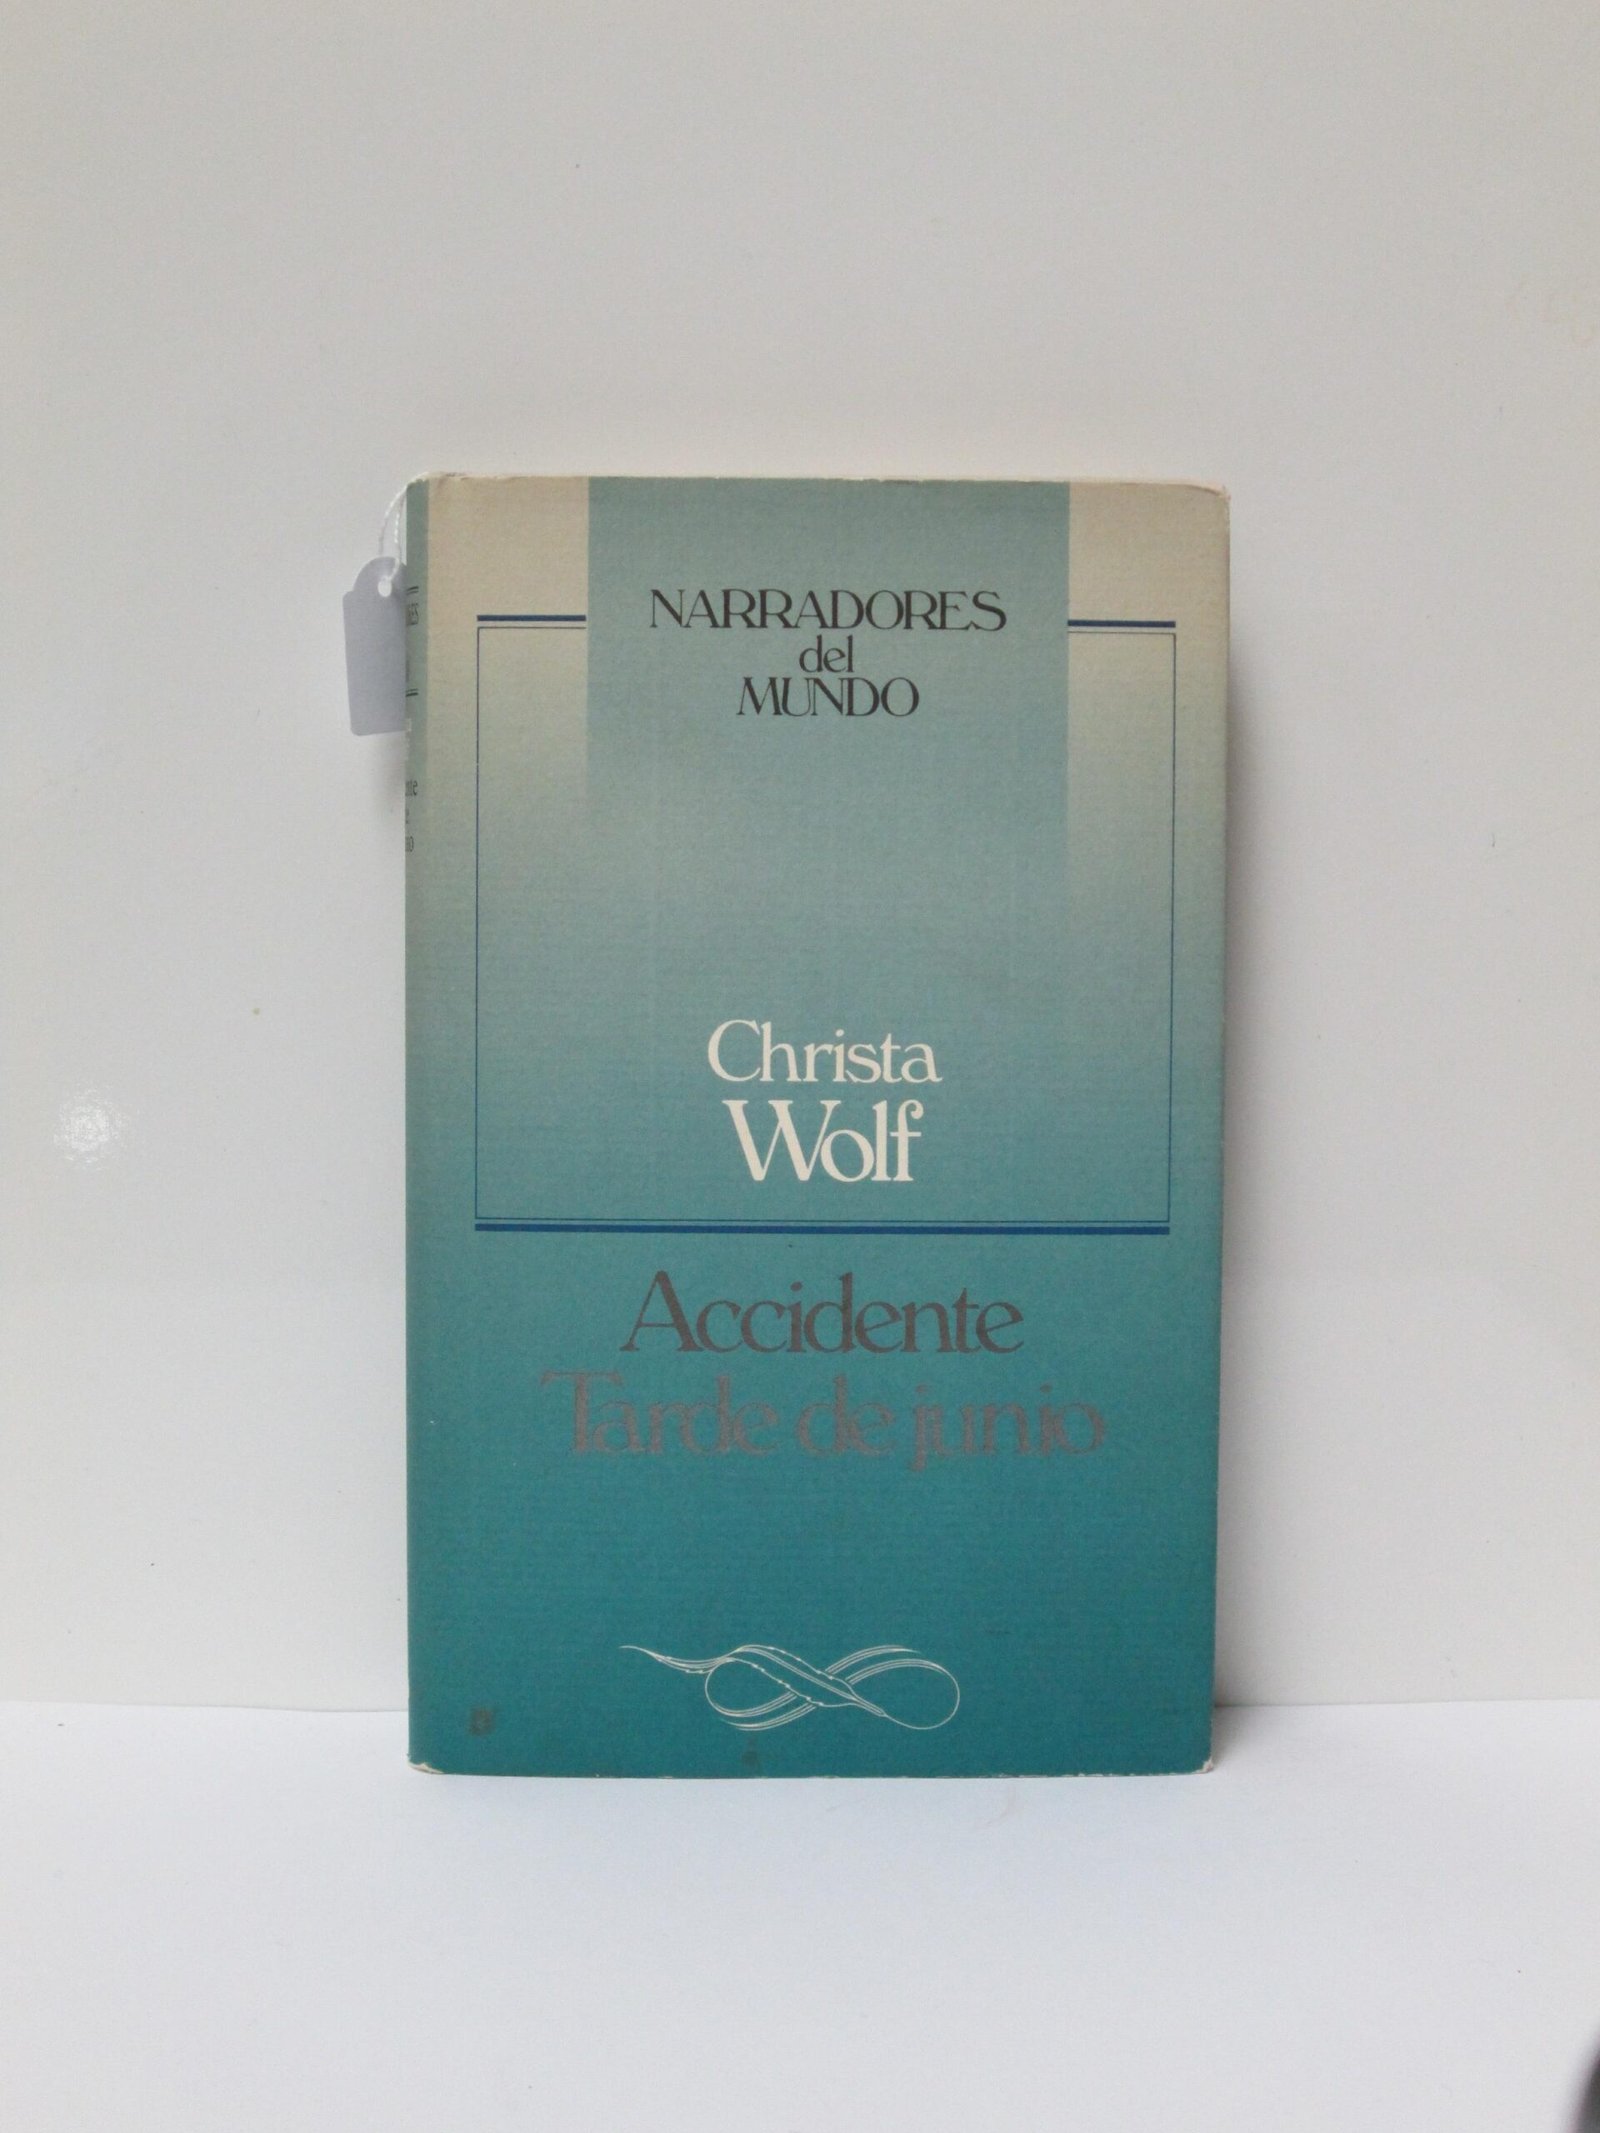 NARRADORES
del
MUNDO
Christa
Wolf
Accidente
Tarde de junio